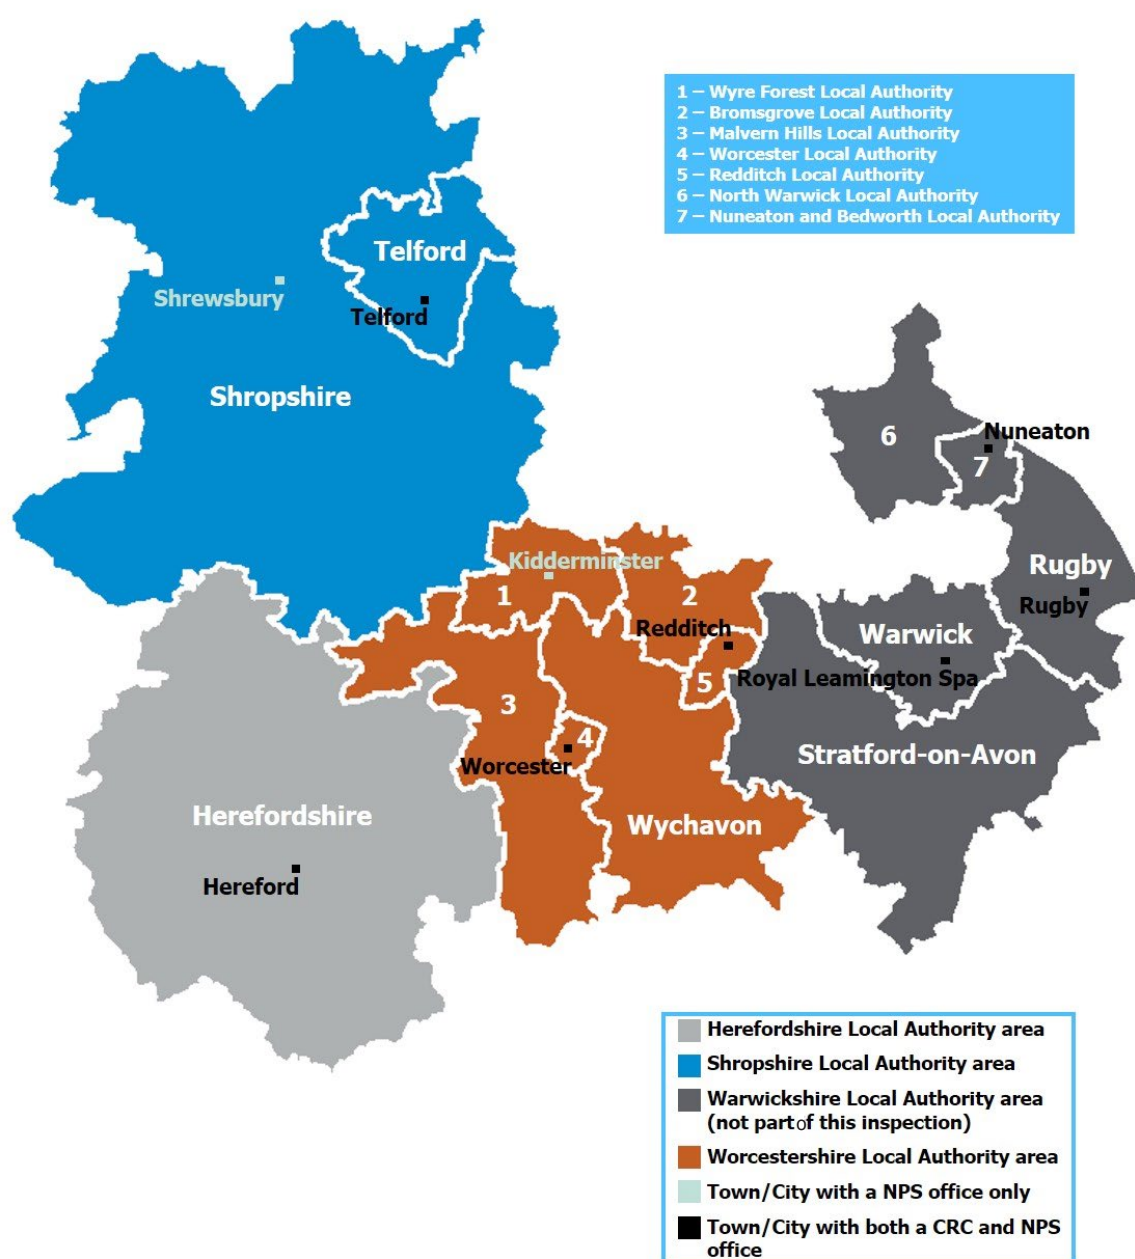 1 – Wyre Forest Local Authority
2 – Bromsgrove Local Authority
3 – Malvern Hills Local Authority
4 – Worcester Local Authority
5 – Redditch Local Authority
6 – North Warwick Local Authority
7 – Nuneaton and Bedworth Local Authority
Telford
Shrewsbury
Telford
Shropshire
6
Nuneaton
7
Kidderminster
Rugby
1
2
Rugby
Redditch
Warwick
5
Royal Leamington Spa
3
4
Worcester
Stratford-on-Avon
Herefordshire
Wychavon
Hereford
Herefordshire Local Authority area
Shropshire Local Authority area
Warwickshire Local Authority area
(not part of this inspection)
Worcestershire Local Authority area
Town/City with a NPS office only
Town/City with both a CRC and NPS
office